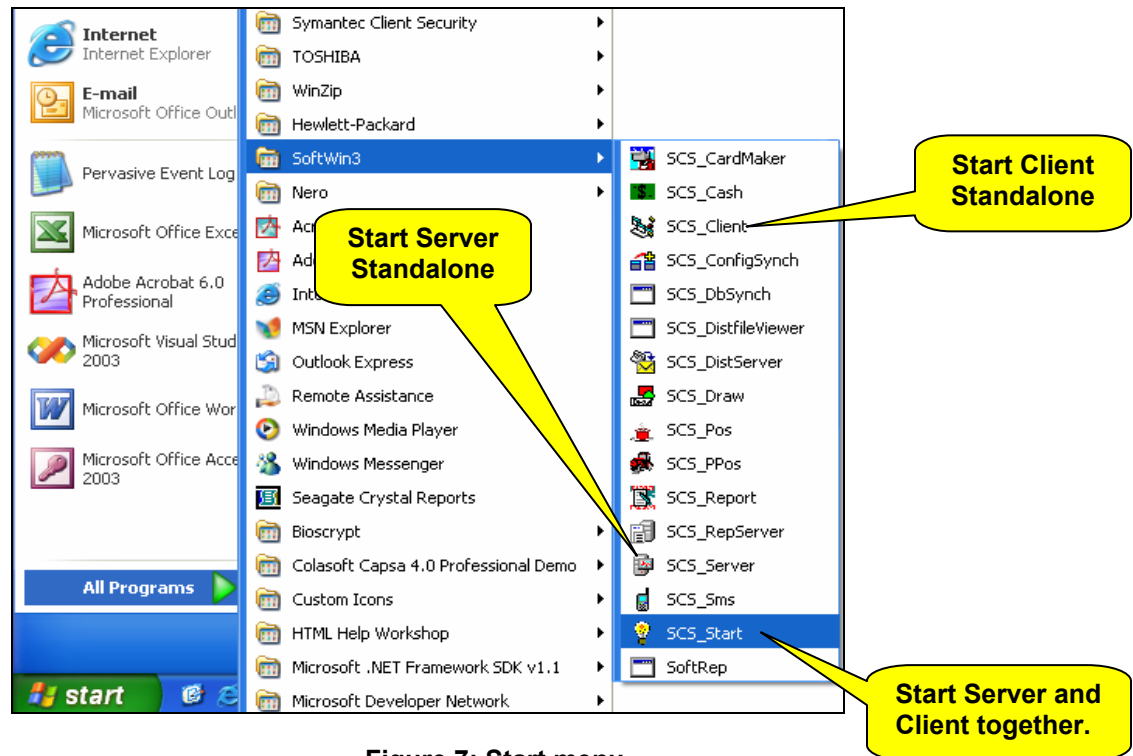 Internet
Internet Explorer
E-mail
Microsoft Office Outl
Pervasive Event Log
Microsoft Office Exce
Adobe Acrobat 6.0
Professional
Microsoft Visual Stud
2003
Microsoft Office Wor
Microsoft Office Acce
2003
All Programs
start
Symantec Client Security
TOSHIBA
WinZip
Hewlett-Packard
SoftWin3
Nero
Acr
Ad
Inte
MSN Explorer
Outlook Express
Remote Assistance
Windows Media Player
Windows Messenger
Seagate Crystal Reports
Bioscrypt
Colasoft Capsa 4.0 Professional Demo
Custom Icons
HTML Help Workshop
Microsoft .NET Framework SDK v1.1
Microsoft Developer Network
SCS_CardMaker
SCS_Cash
SCS_Client
SCS_ConfigSynch
SCS_DbSynch
SCS_DistfileViewer
SCS_DistServer
SCS_Draw
SCS_Pos
SCS_PPos
SCS_Report
SCS_RepServer
SCS_Server
SCS_Sms
SCS_Start
SoftRep
Start Client
Standalone
Start Server
Standalone
Start Server and
Client together.
Figure 7: Start menu